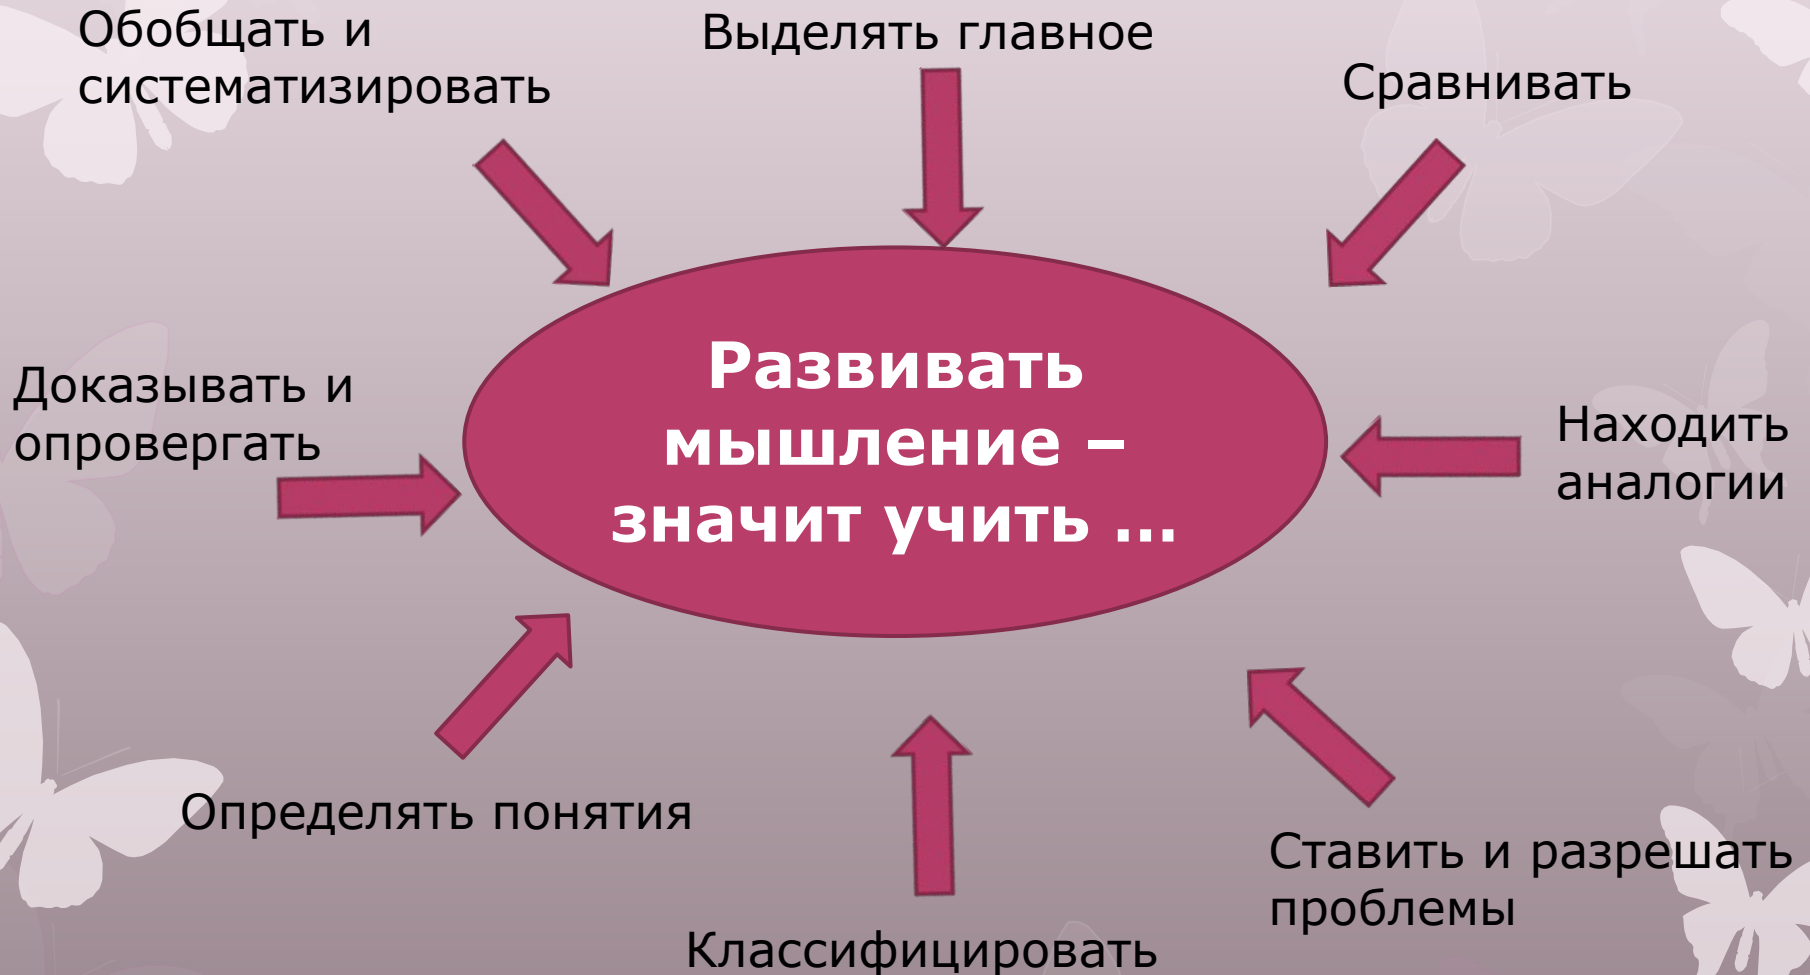 Обобщать и
систематизировать
Выделять главное
Сравнивать
Доказывать и
опровергать
Развивать
мышление –
значит учить …
Находить
аналогии
Определять понятия
Ставить и разрешать
проблемы
Классифицировать